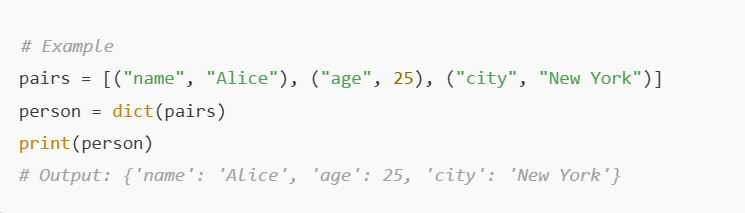 # Example
pairs = [("name", "Alice"), ("age", 25), ("city", "New York")]
person = dict(pairs)
print(person)
# Output: {'name': 'Alice', 'age': 25, 'city': 'New York'}